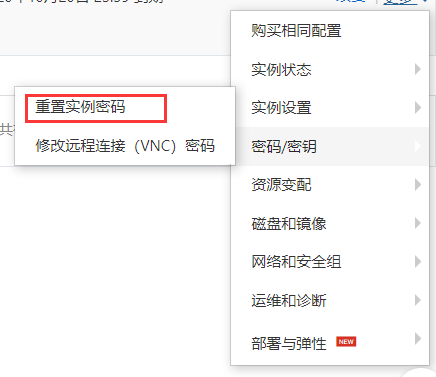 购买相同配置
实例状态
重置实例密码
实例设置
修改远程连接（VNC）密码
密码/密钥
资源变配
磁盘和镜像
网络和安全组
运维和诊断
部署与弹性 NEW